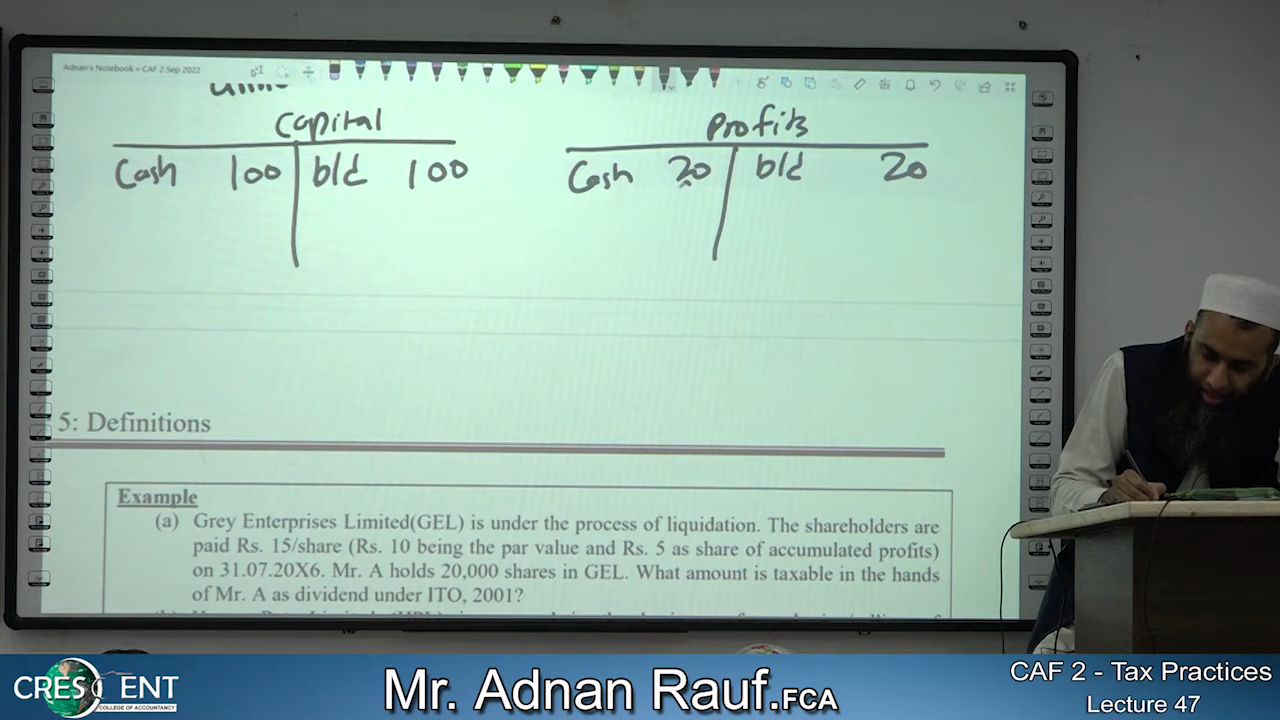 Adnan's Notebook » CAF 2 Sep 2022
Capital
Profits
Cash 100 b/d 100
Cash 20 b/d 20
5: Definitions
Example
(a) Grey Enterprises Limited(GEL) is under the process of liquidation. The shareholders are
paid Rs. 15/share (Rs. 10 being the par value and Rs. 5 as share of accumulated profits)
on 31.07.20X6. Mr. A holds 20,000 shares in GEL. What amount is taxable in the hands
of Mr. A as dividend under ITO, 2001?
CRESCENT
COLLEGE OF ACCOUNTANCY
Mr. Adnan Rauf.FCA
CAF 2 - Tax Practices
Lecture 47